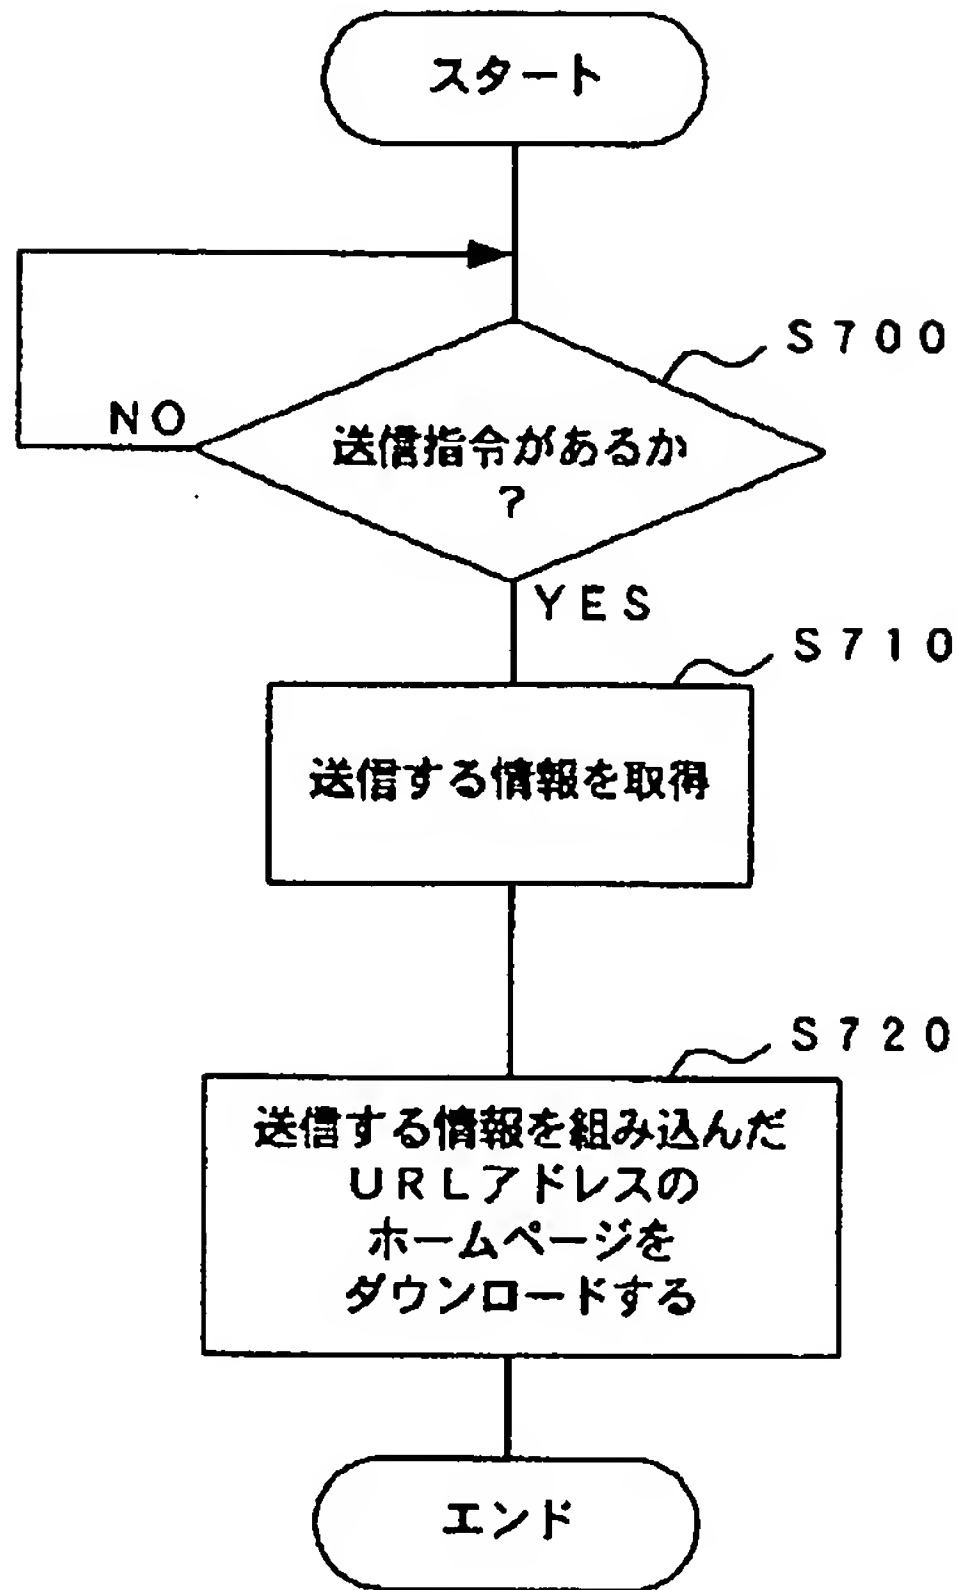 スタート
S700
NO
送信指令があるか
?
YES
S710
送信する情報を取得
S720
送信する情報を組み込んだ
URLアドレスの
ホームページを
ダウンロードする
エンド